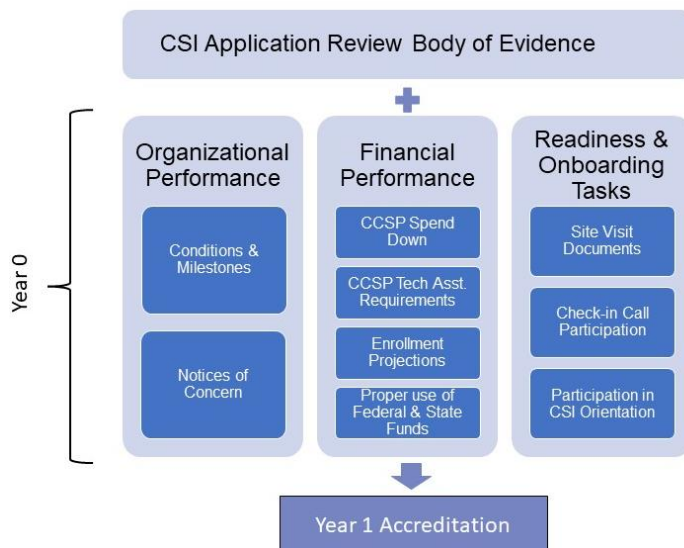 CSI Application Review Body of Evidence
Year 0
Organizational
Performance
Conditions &
Milestones
Notices of
Concern
Financial
Performance
CCSP Spend
Down
CCSP Tech Asst.
Requirements
Enrollment
Projections
Proper use of
Federal & State
Funds
Readiness &
Onboarding
Tasks
Site Visit
Documents
Check-in Call
Participation
Participation in
CSI Orientation
Year 1 Accreditation